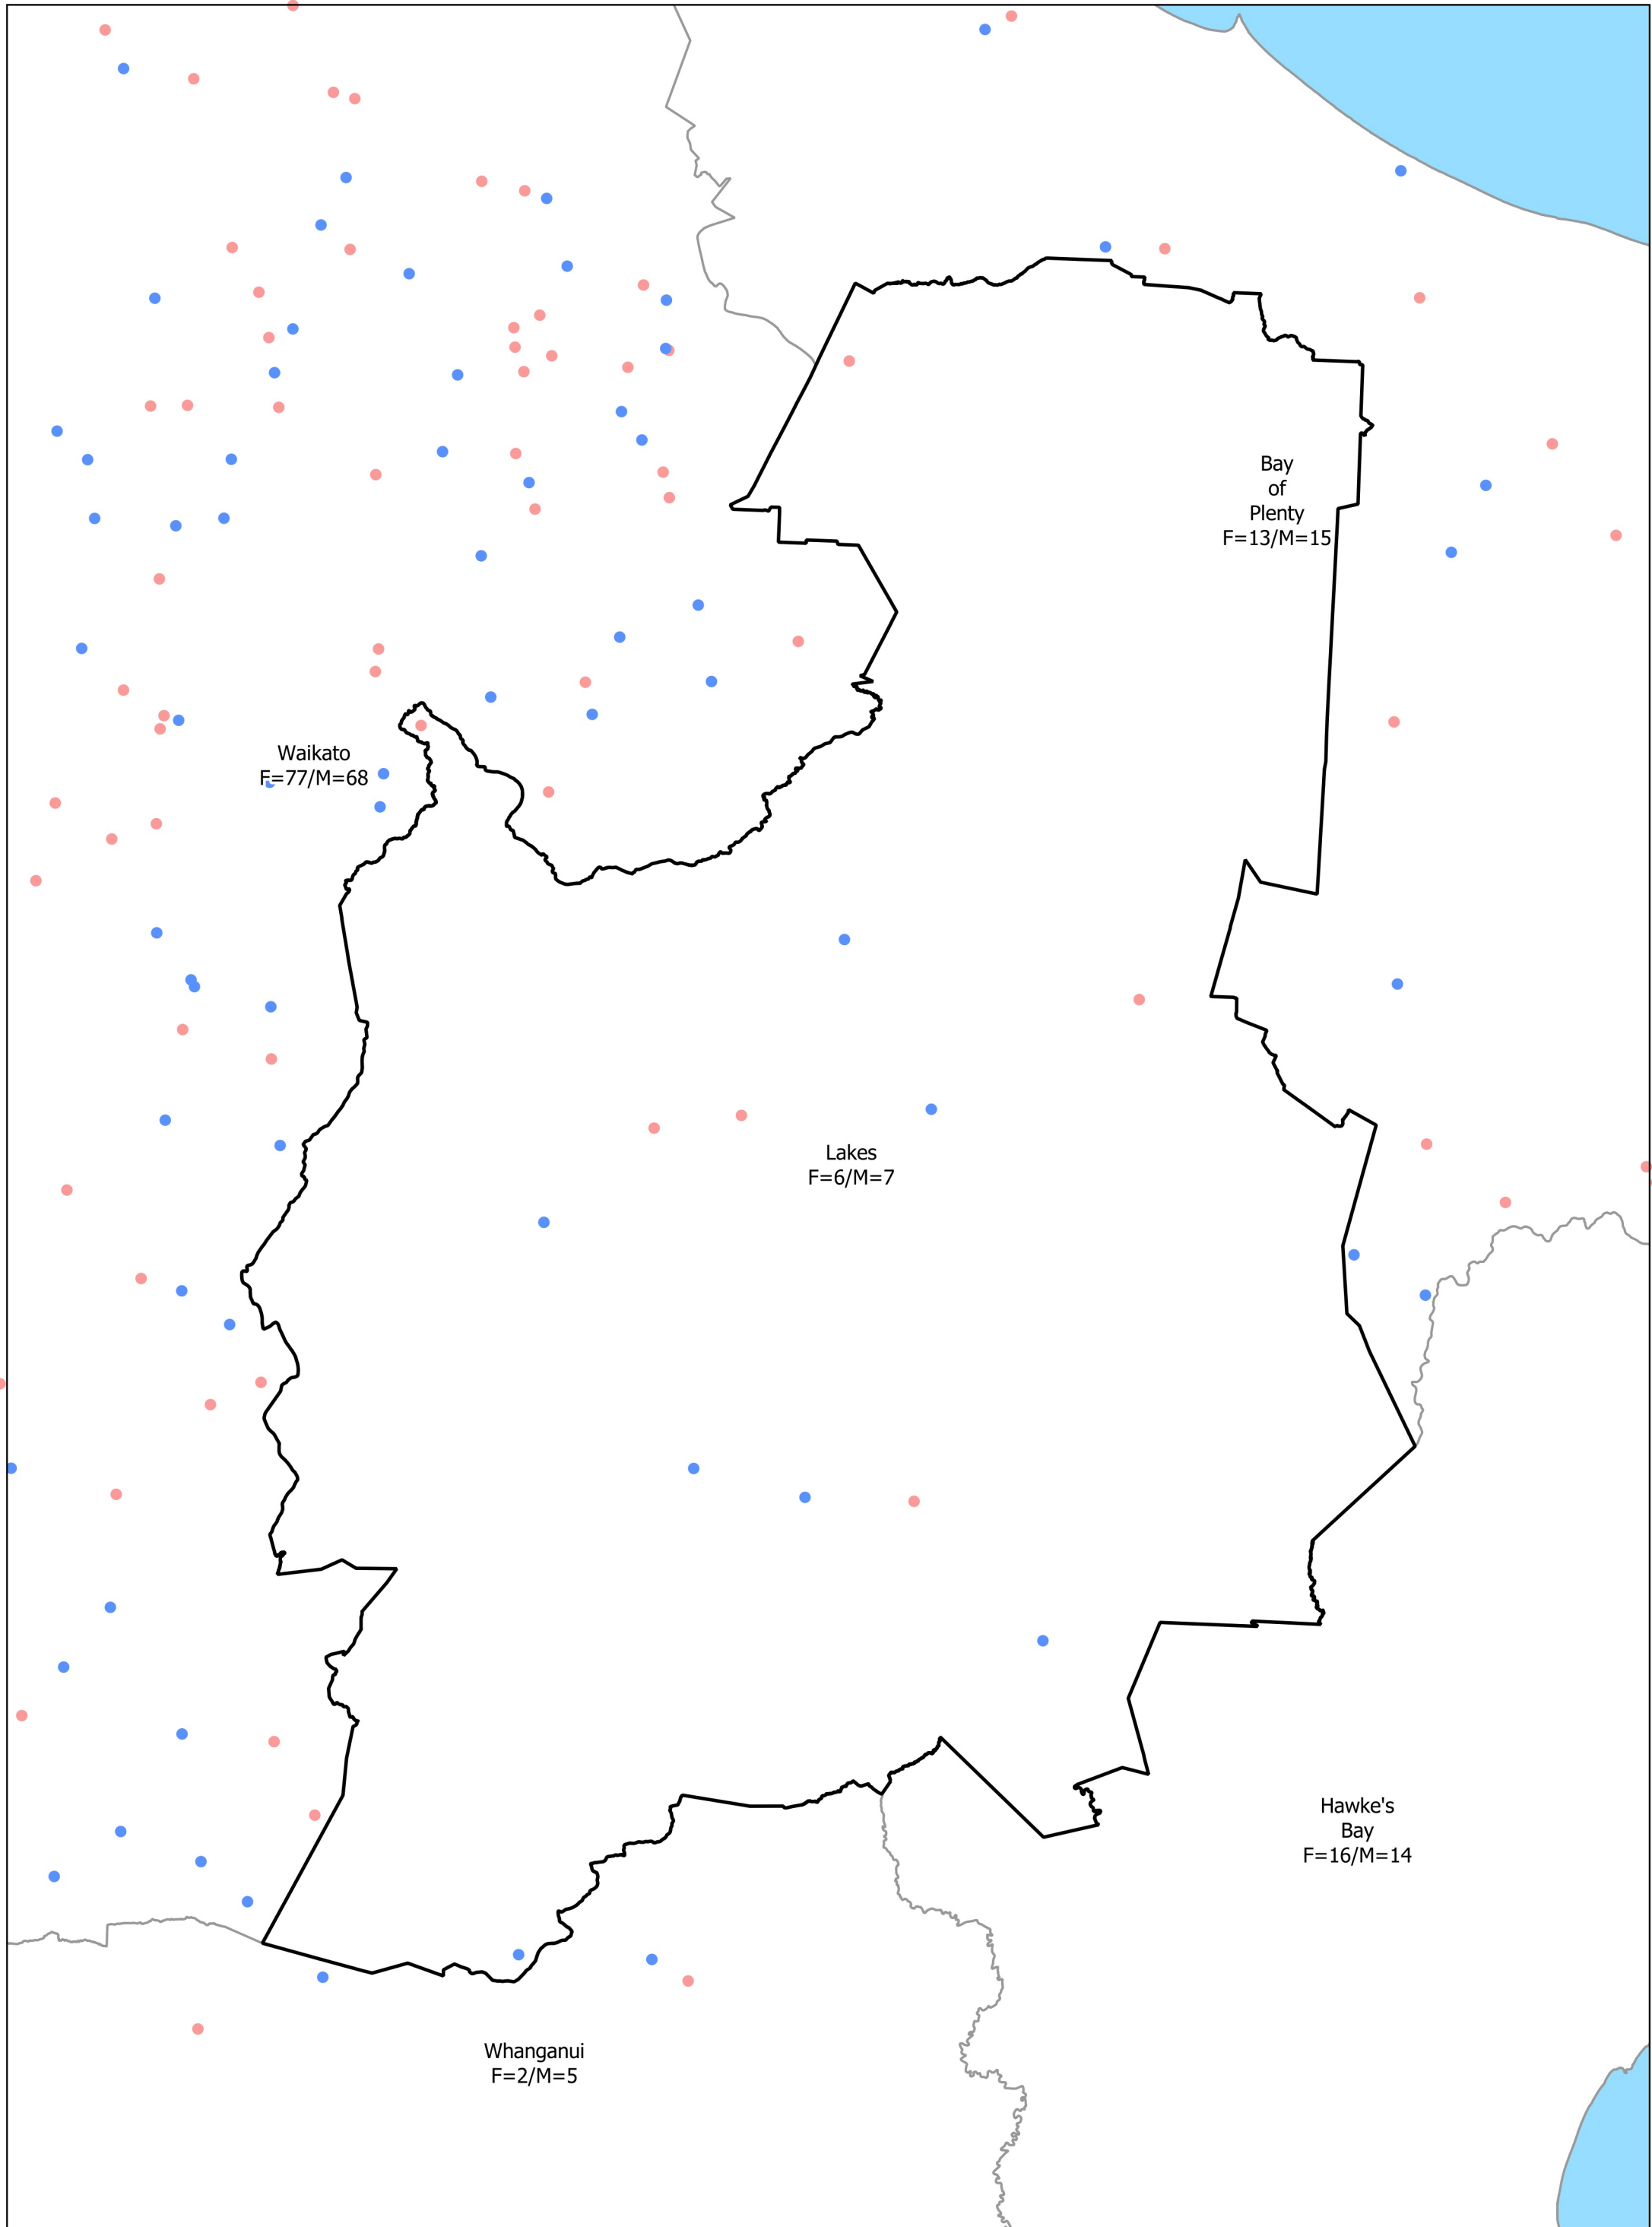 Bay
of
Plenty
F=13/M=15
Waikato
F=77/M=68
Lakes
F=6/M=7
Hawke's
Bay
F=16/M=14
Whanganui
F=2/M=5